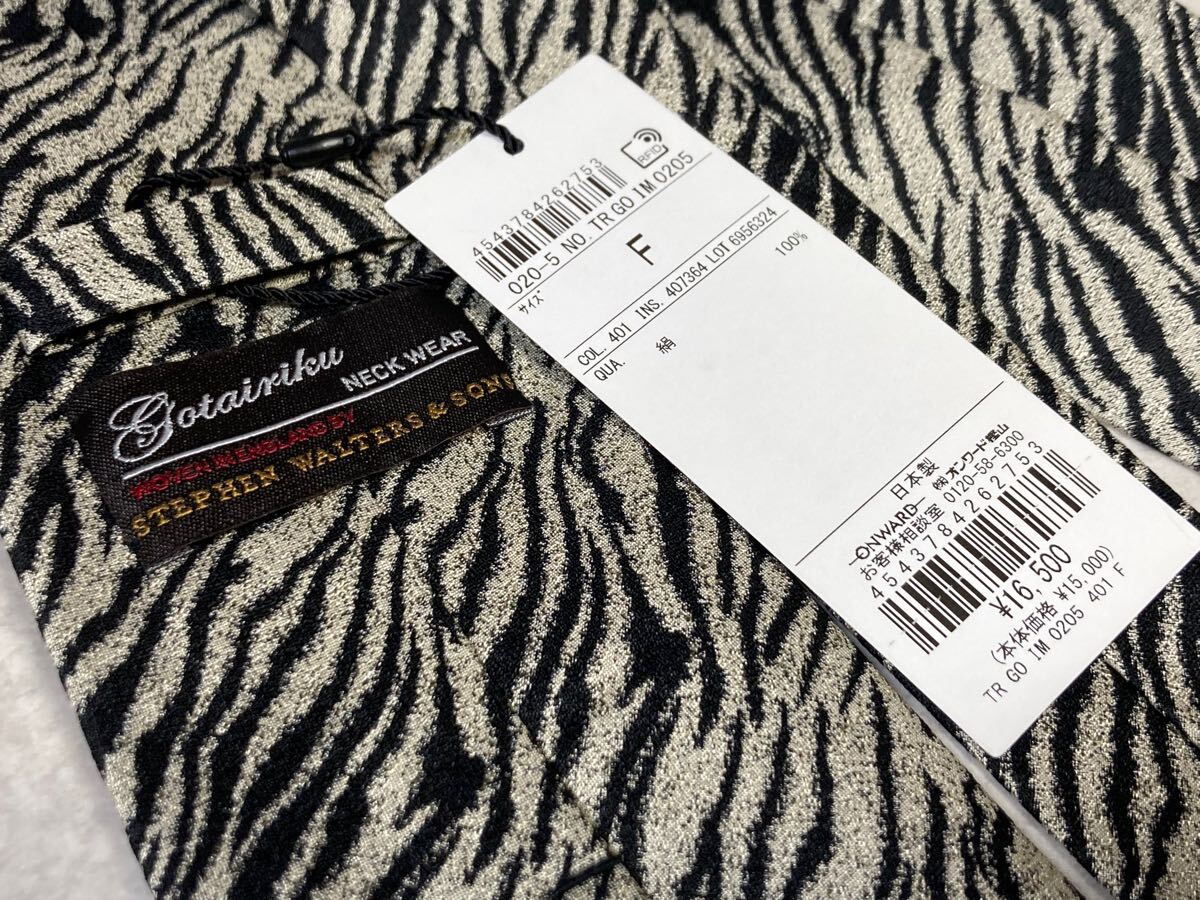 Gotairiku
NECK WEAR
WOVEN IN ENGLAND BY
STEPHEN WALTERS & SONS
RFID
4543784262753
020-5 NO. TR GO IM 0205
サイズ
F
COL. 401 INS. 407364 LOT 6956324
QUA. 絹 100%
日本製
ONWARD ㈱オンワード樫山
お客様相談室 0120-58-6300
4543784262753
¥16,500
(本体価格 ¥15,000)
TR GO IM 0205 401 F